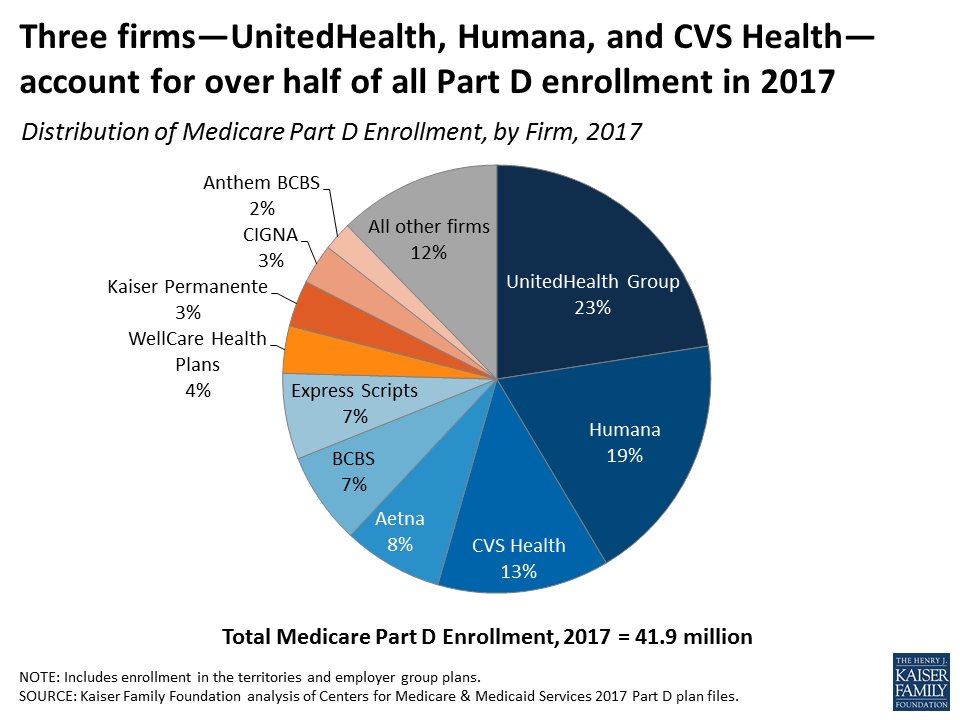 Three firms—UnitedHealth, Humana, and CVS Health—
account for over half of all Part D enrollment in 2017
Distribution of Medicare Part D Enrollment, by Firm, 2017
Anthem BCBS
2%
CIGNA
3%
Kaiser Permanente
3%
WellCare Health
Plans
4%
All other firms
12%
UnitedHealth Group
23%
Express Scripts
7%
Humana
19%
BCBS
7%
Aetna
8%
CVS Health
13%
Total Medicare Part D Enrollment, 2017 = 41.9 million
NOTE: Includes enrollment in the territories and employer group plans.
SOURCE: Kaiser Family Foundation analysis of Centers for Medicare & Medicaid Services 2017 Part D plan files.
THE HENRY J.
KAISER
FAMILY
FOUNDATION